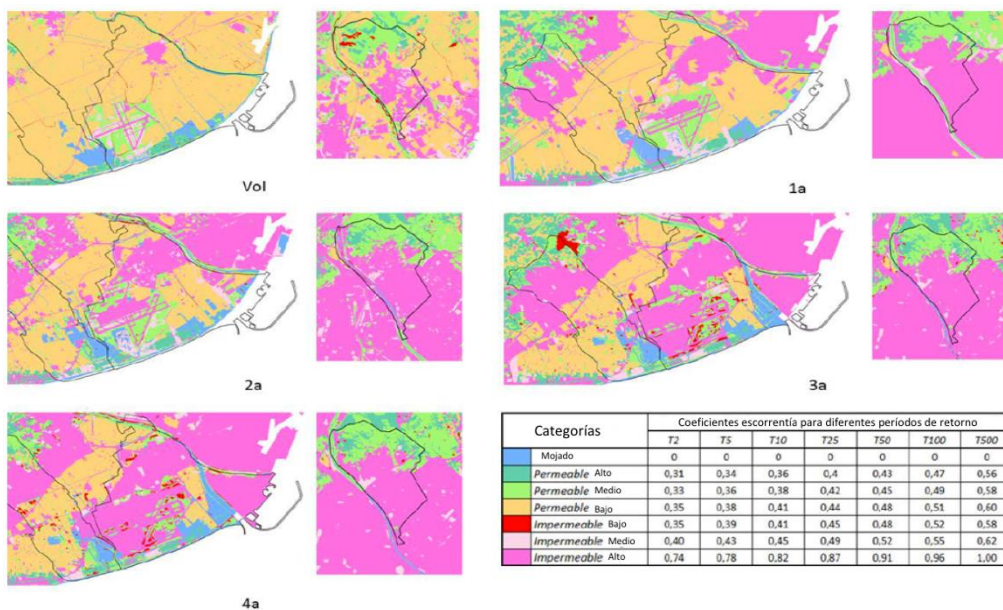 Vol
1a
2a
3a
4a
Categorías Coeficientes escorrentía para diferentes períodos de retorno
T2 T5 T10 T25 T50 T100 T500
Mojado 0 0 0 0 0 0 0
Permeable Alto 0,31 0,34 0,36 0,4 0,43 0,47 0,56
Permeable Medio 0,33 0,36 0,38 0,42 0,45 0,49 0,58
Permeable Bajo 0,35 0,38 0,41 0,44 0,48 0,51 0,60
Impermeable Bajo 0,35 0,39 0,41 0,45 0,48 0,52 0,58
Impermeable Medio 0,40 0,43 0,45 0,49 0,52 0,55 0,62
Impermeable Alto 0,74 0,78 0,82 0,87 0,91 0,96 1,00